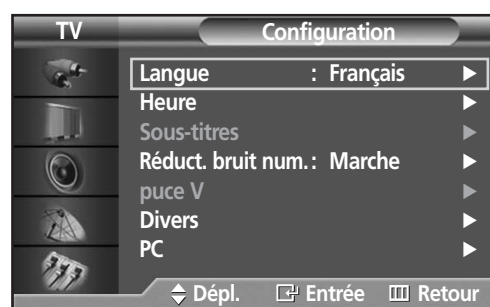 TV
Configuration
Langue : Français
Heure
Sous-titres
Réduct. bruit num. : Marche
puce V
Divers
PC
Dépl. Entrée Retour